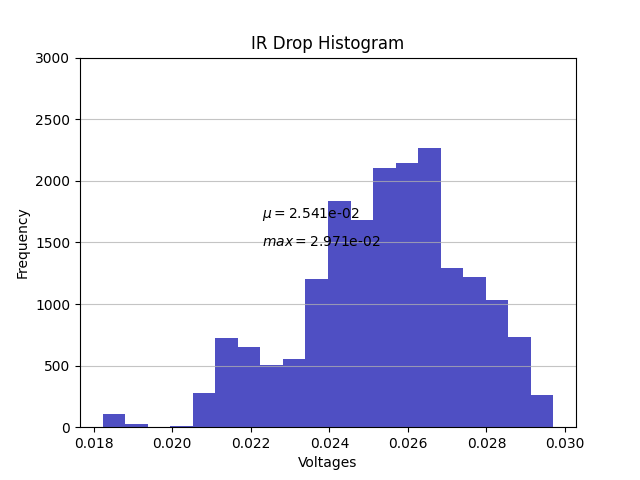 IR Drop Histogram
3000
2500
2000
1500
1000
500
0
Frequency
μ = 2.541e-02
max = 2.971e-02
0.018 0.020 0.022 0.024 0.026 0.028 0.030
Voltages